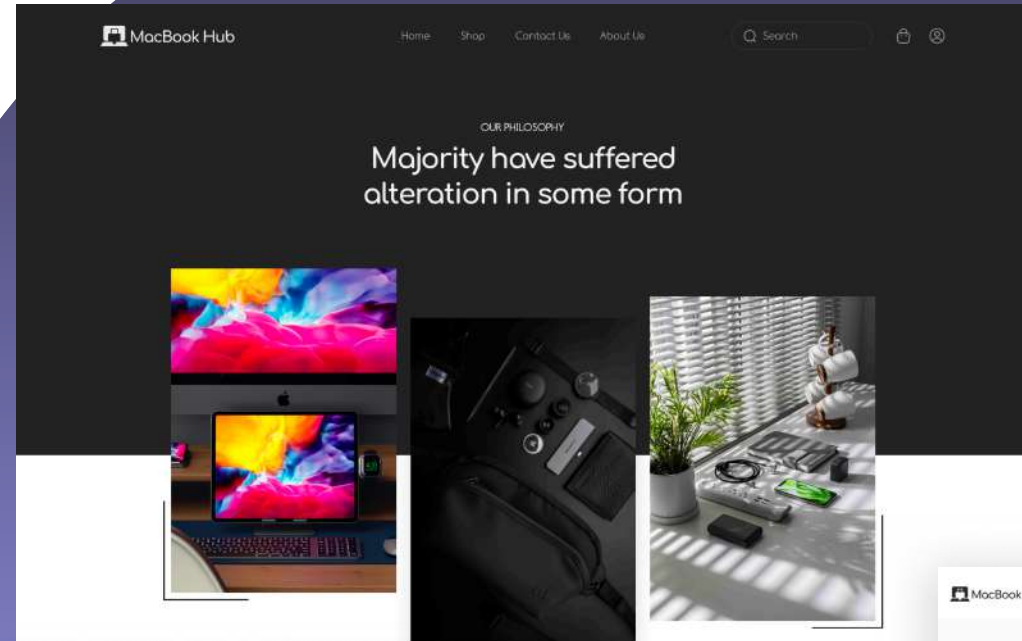 MacBook Hub
Home Shop Contact Us About Us
Search
OUR PHILOSOPHY
Majority have suffered
alteration in some form
MacBook